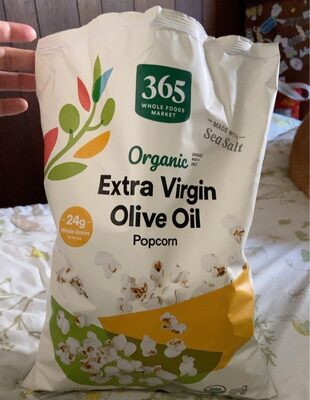 365
WHOLE FOODS
MARKET
MADE WITH
Sea Salt
Organic
Extra Virgin
Olive Oil
Popcorn
24g
Whole Grains